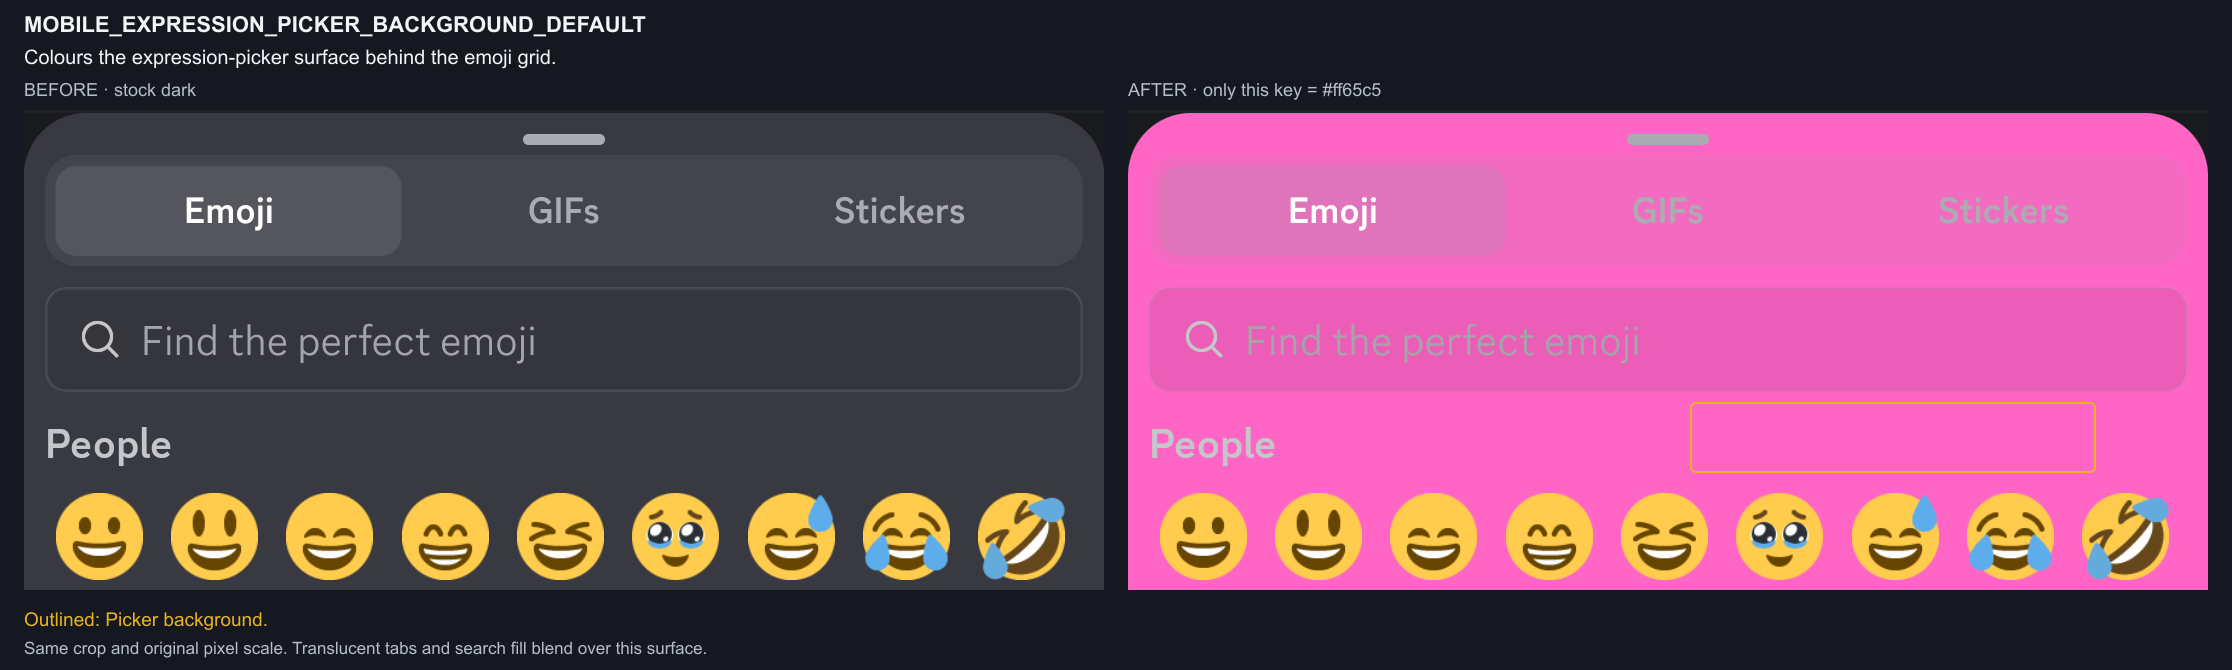 MOBILE_EXPRESSION_PICKER_BACKGROUND_DEFAULT
Colours the expression-picker surface behind the emoji grid.
BEFORE · stock dark
AFTER · only this key = #ff65c5
Emoji
GIFs
Stickers
Find the perfect emoji
People
Emoji
GIFs
Stickers
Find the perfect emoji
People
Outlined: Picker background.
Same crop and original pixel scale. Translucent tabs and search fill blend over this surface.